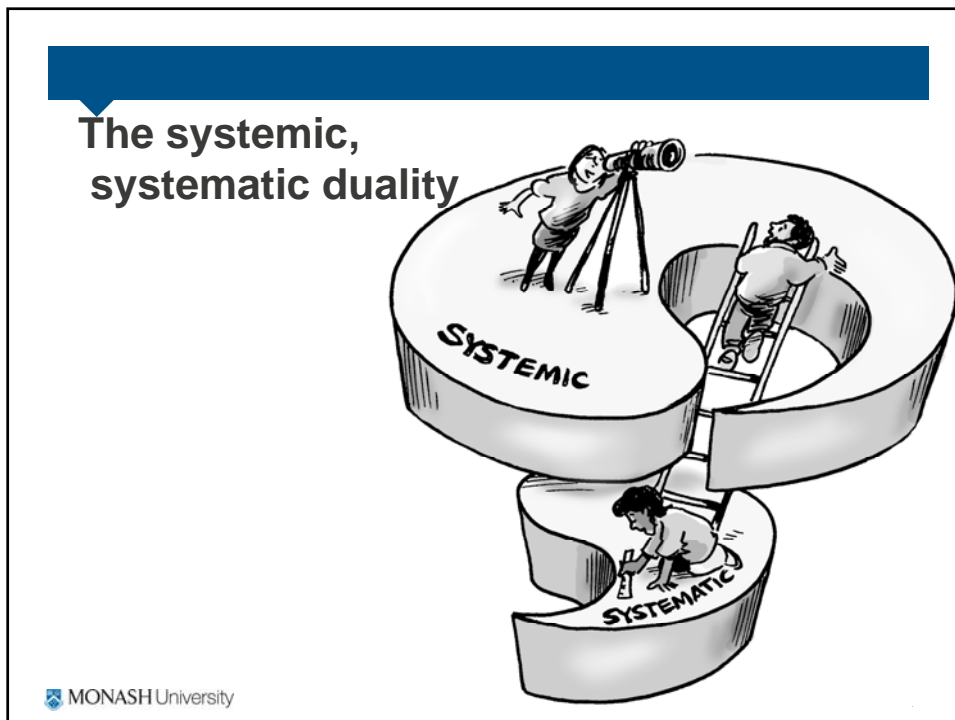 The systemic,
systematic duality
SYSTEMIC
SYSTEMATIC
MONASH University